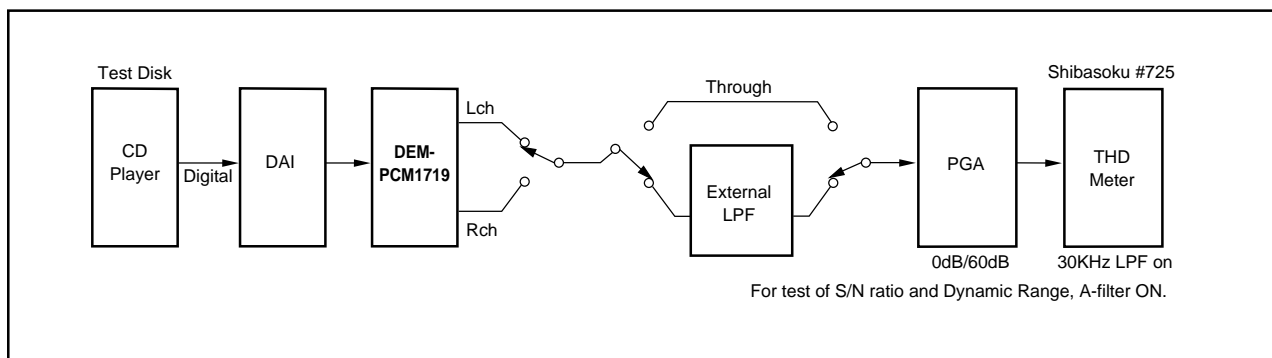 Test Disk
Shibasoku #725
Through
Lch
CD
Player
Digital
DAI
DEM-
PCM1719
Rch
External
LPF
PGA
THD
Meter
0dB/60dB
30KHz LPF on
For test of S/N ratio and Dynamic Range, A-filter ON.